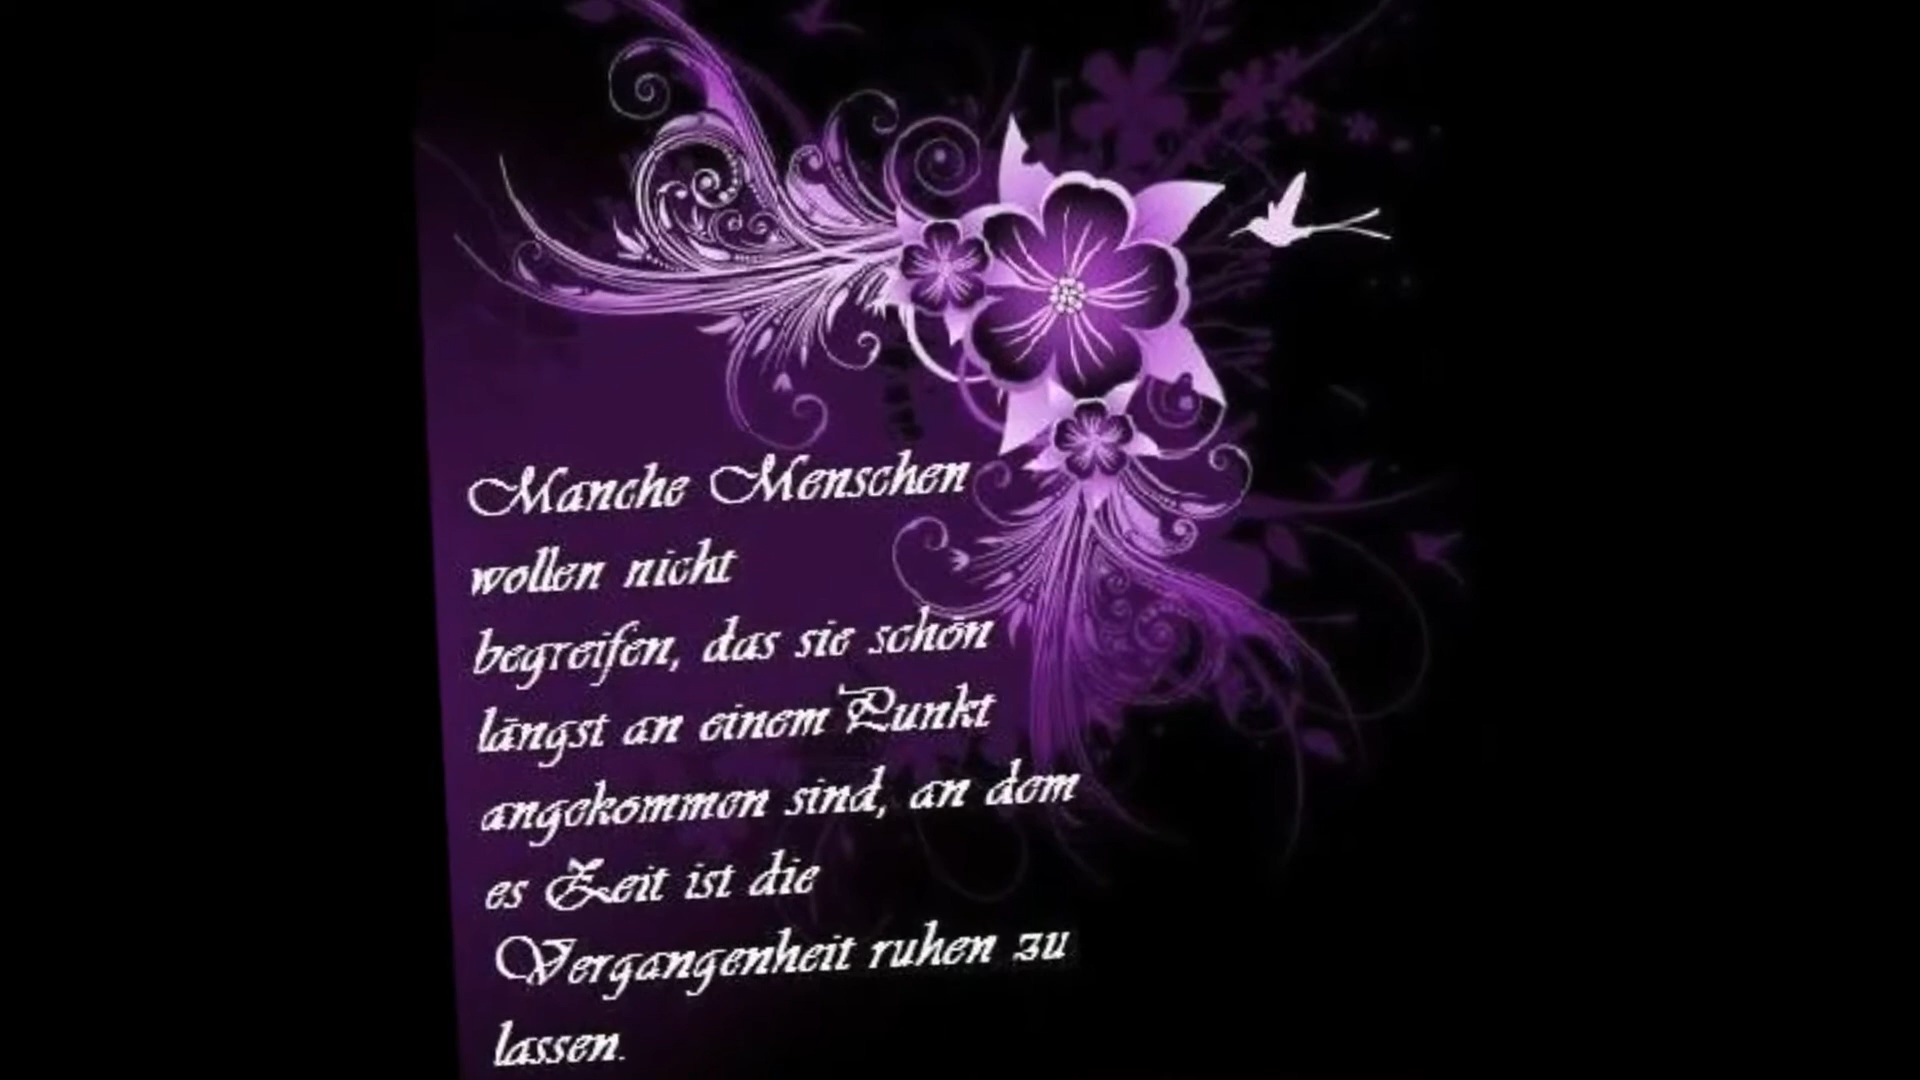 Manche Menschen
wollen nicht
begreifen, das sie schon
längst an einem Punkt
angekommen sind, an dem
es Zeit ist die
Vergangenheit ruhen zu
lassen.